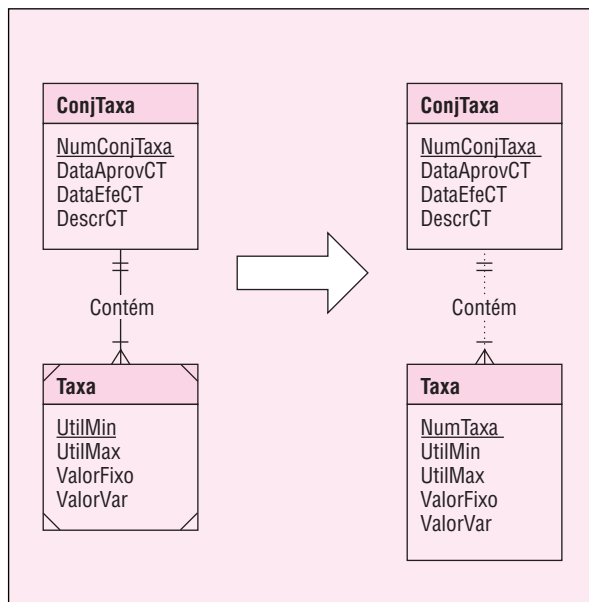 ConjTaxa
NumConjTaxa
DataAprovCT
DataEfeCT
DescrCT
Contém
Taxa
UtilMin
UtilMax
ValorFixo
ValorVar
ConjTaxa
NumConjTaxa
DataAprovCT
DataEfeCT
DescrCT
Contém
Taxa
NumTaxa
UtilMin
UtilMax
ValorFixo
ValorVar